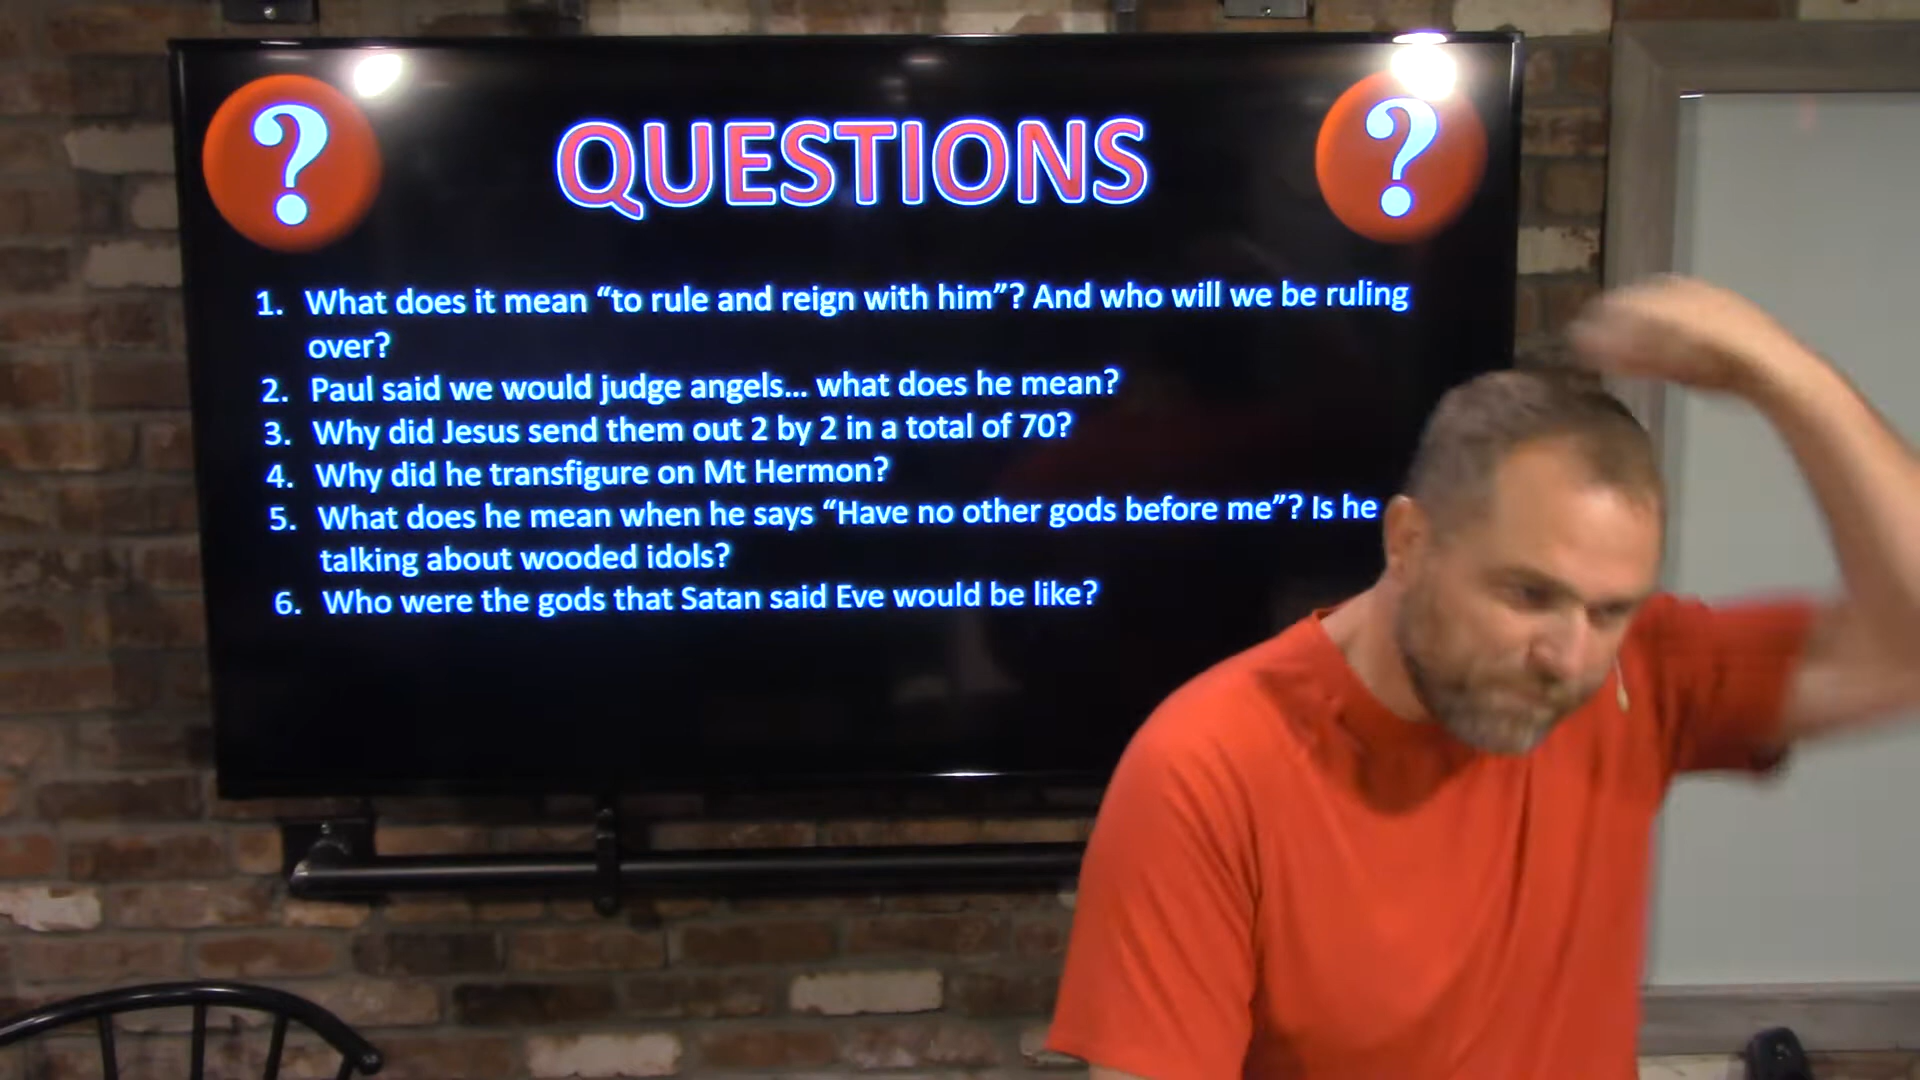 ? QUESTIONS ?
1. What does it mean “to rule and reign with him”? And who will we be ruling
over?
2. Paul said we would judge angels... what does he mean?
3. Why did Jesus send them out 2 by 2 in a total of 70?
4. Why did he transfigure on Mt Hermon?
5. What does he mean when he says “Have no other gods before me”? Is he
talking about wooded idols?
6. Who were the gods that Satan said Eve would be like?